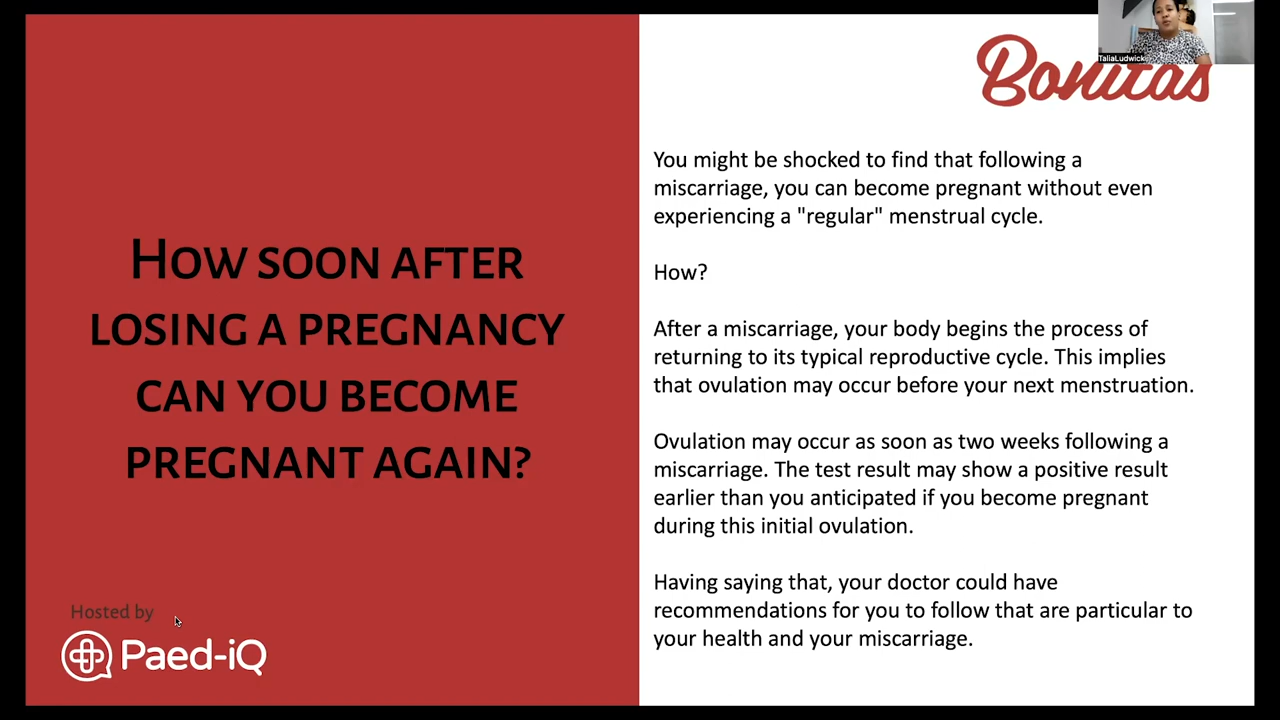 HOW SOON AFTER
LOSING A PREGNANCY
CAN YOU BECOME
PREGNANT AGAIN?
Hosted by
Paed-iQ
Bonitas
TaliaLudwick
You might be shocked to find that following a
miscarriage, you can become pregnant without even
experiencing a "regular" menstrual cycle.
How?
After a miscarriage, your body begins the process of
returning to its typical reproductive cycle. This implies
that ovulation may occur before your next menstruation.
Ovulation may occur as soon as two weeks following a
miscarriage. The test result may show a positive result
earlier than you anticipated if you become pregnant
during this initial ovulation.
Having saying that, your doctor could have
recommendations for you to follow that are particular to
your health and your miscarriage.